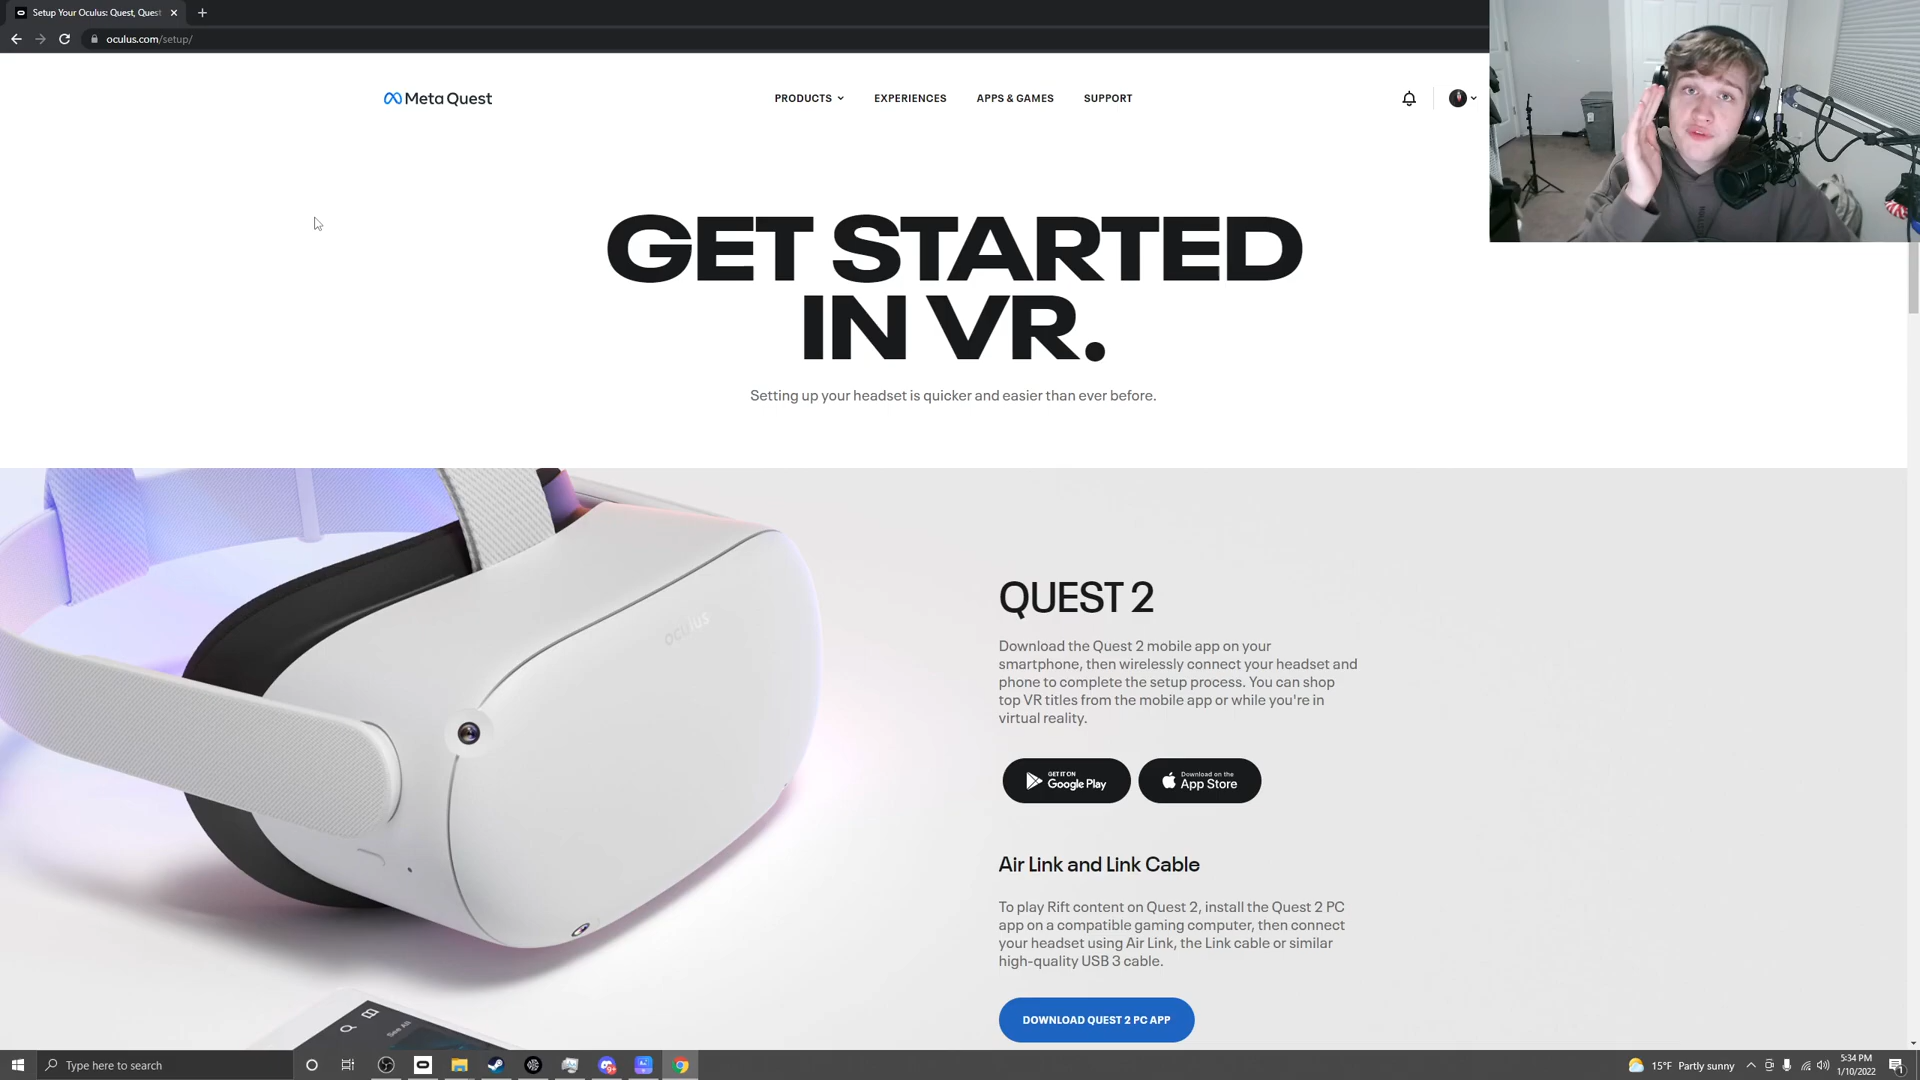 Setup Your Oculus: Quest, Quest
oculus.com/setup/
Meta Quest
PRODUCTS
EXPERIENCES
APPS & GAMES
SUPPORT
GET STARTED
IN VR.
Setting up your headset is quicker and easier than ever before.
OCULUS
QUEST 2
Download the Quest 2 mobile app on your
smartphone, then wirelessly connect your headset and
phone to complete the setup process. You can shop
top VR titles from the mobile app or while you're in
virtual reality.
GET IT ON
Google Play
Download on the
App Store
Air Link and Link Cable
To play Rift content on Quest 2, install the Quest 2 PC
app on a compatible gaming computer, then connect
your headset using Air Link, the Link cable or similar
high-quality USB 3 cable.
See All
DOWNLOAD QUEST 2 PC APP
Type here to search
9+
15°F Partly sunny
5:34 PM
1/10/2022
1